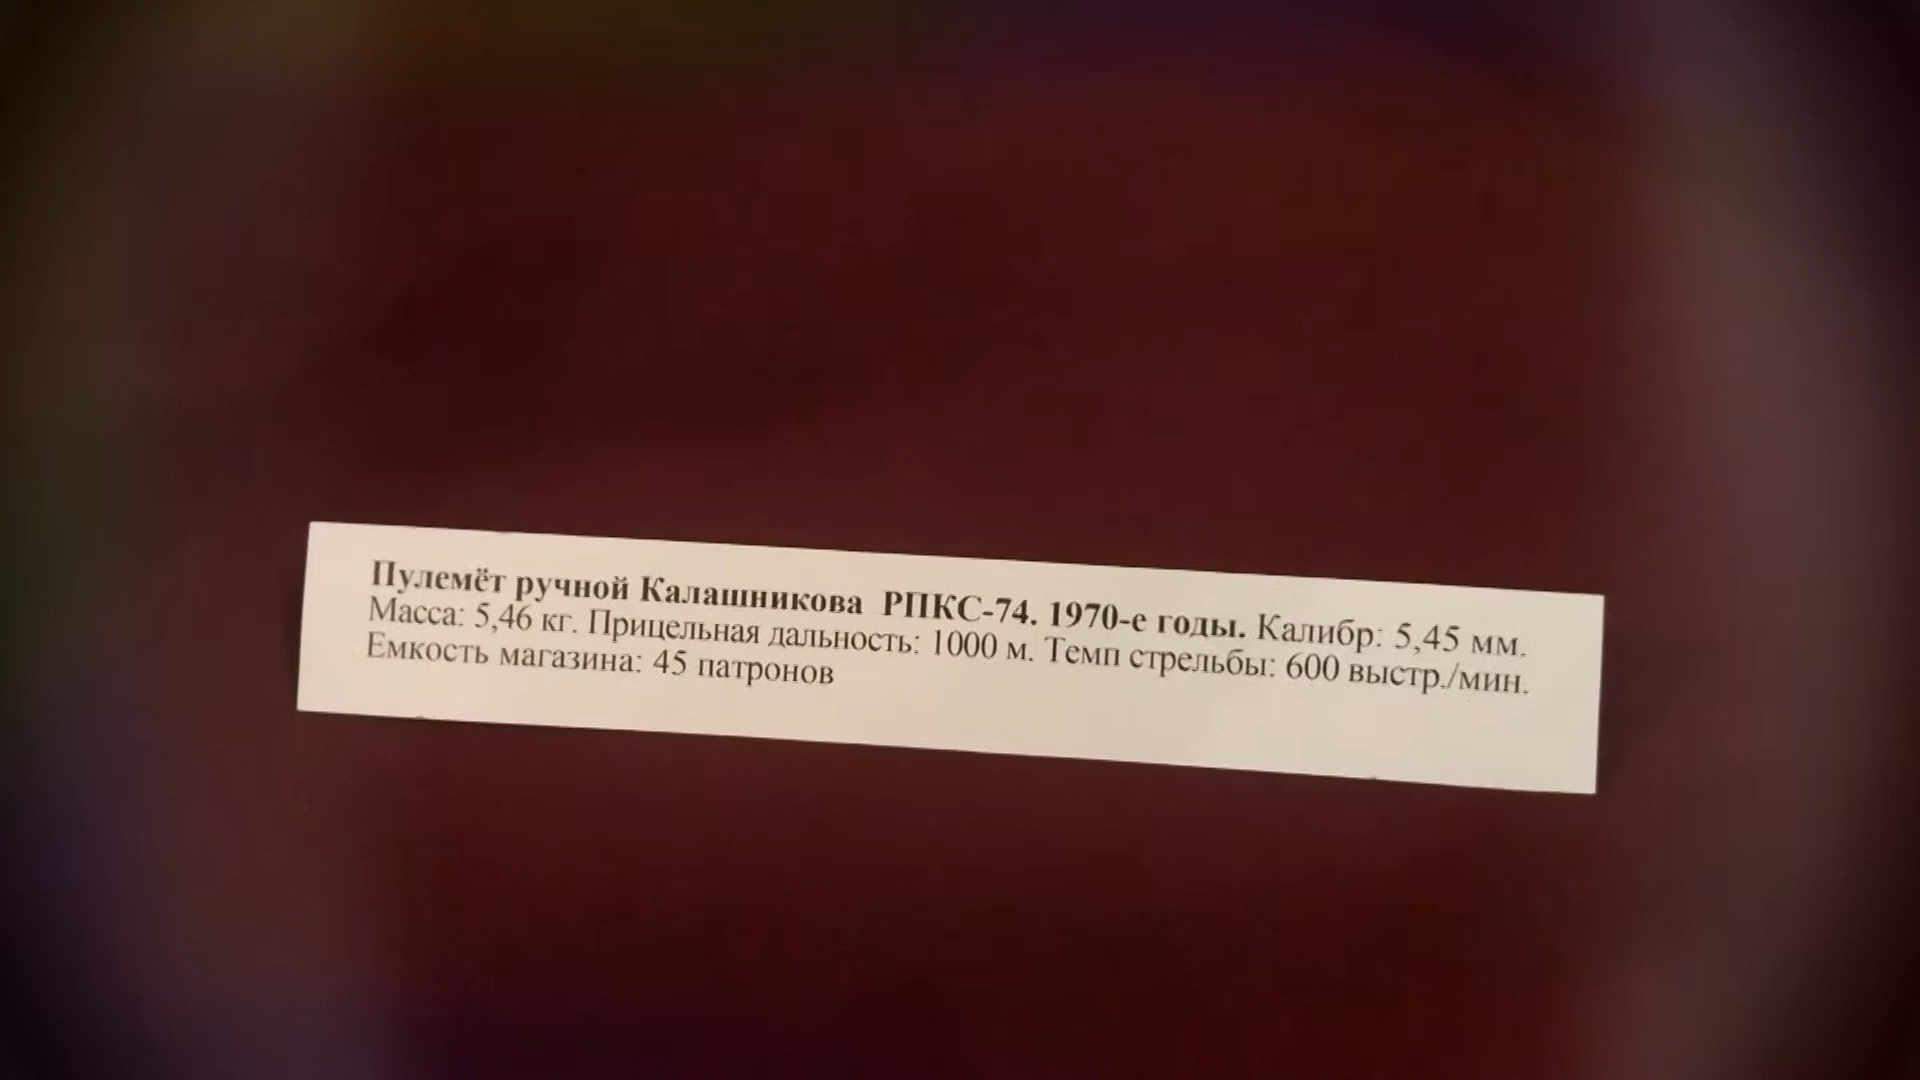 Пулемёт ручной Калашникова РПКС-74. 1970-е годы. Калибр: 5,45 мм.
Масса: 5,46 кг. Прицельная дальность: 1000 м. Темп стрельбы: 600 выстр./мин.
Емкость магазина: 45 патронов